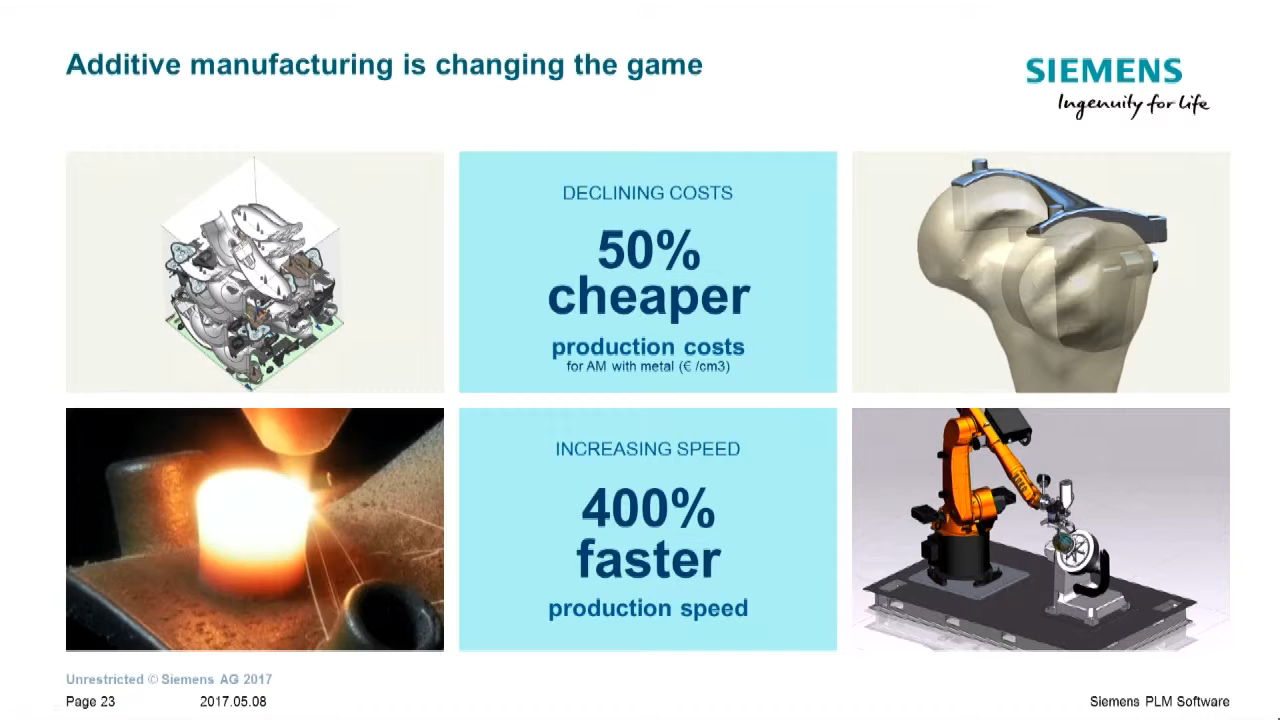 Additive manufacturing is changing the game
SIEMENS
Ingenuity for life
DECLINING COSTS
50%
cheaper
production costs
for AM with metal (€ /cm3)
INCREASING SPEED
400%
faster
production speed
Unrestricted © Siemens AG 2017
Page 23
2017.05.08
Siemens PLM Software